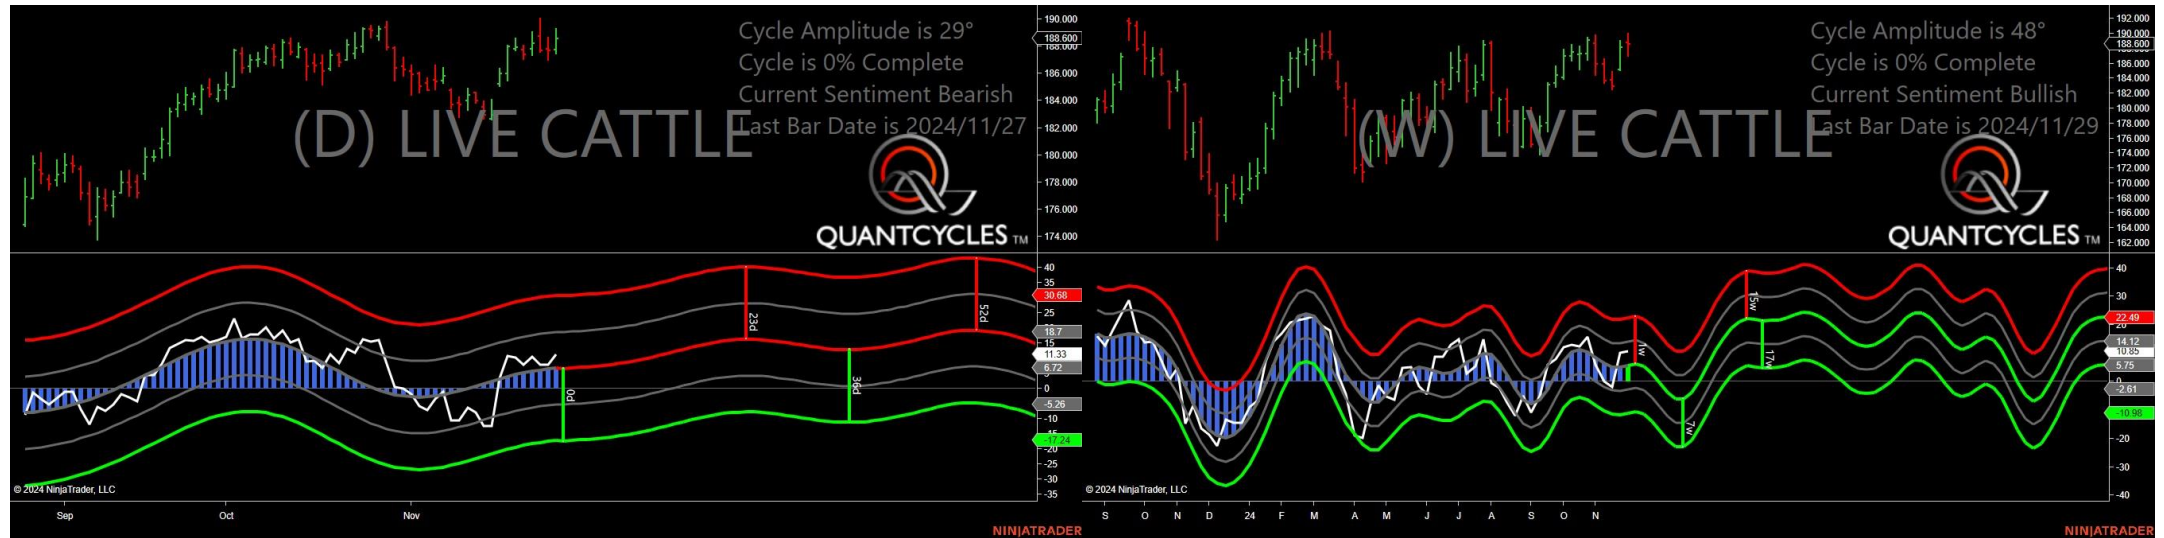 Cycle Amplitude is 29°
Cycle is 0% Complete
Current Sentiment Bearish
Last Bar Date is 2024/11/27
(D) LIVE CATTLE
QUANTCYCLES TM
190.000
188.600
188.000
186.000
184.000
182.000
180.000
178.000
176.000
174.000
40
30.68
25
18.7
15
11.33
6.72
0
-5.26
-10
-15
-17.24
-20
-25
-30
-35
0d
23d
36d
52d
© 2024 NinjaTrader, LLC
Sep
Oct
Nov
NINJATRADER
Cycle Amplitude is 48°
Cycle is 0% Complete
Current Sentiment Bullish
Last Bar Date is 2024/11/29
(W) LIVE CATTLE
QUANTCYCLES TM
192.000
190.000
188.600
186.000
184.000
182.000
180.000
178.000
176.000
174.000
172.000
170.000
168.000
166.000
164.000
162.000
40
30
22.49
20
14.12
10.85
5.75
0
-2.61
-10.98
-20
-30
-40
1w
7w
15w
17w
© 2024 NinjaTrader, LLC
S
O
N
D
24
F
M
A
M
J
J
A
S
O
N
NINJATRADER